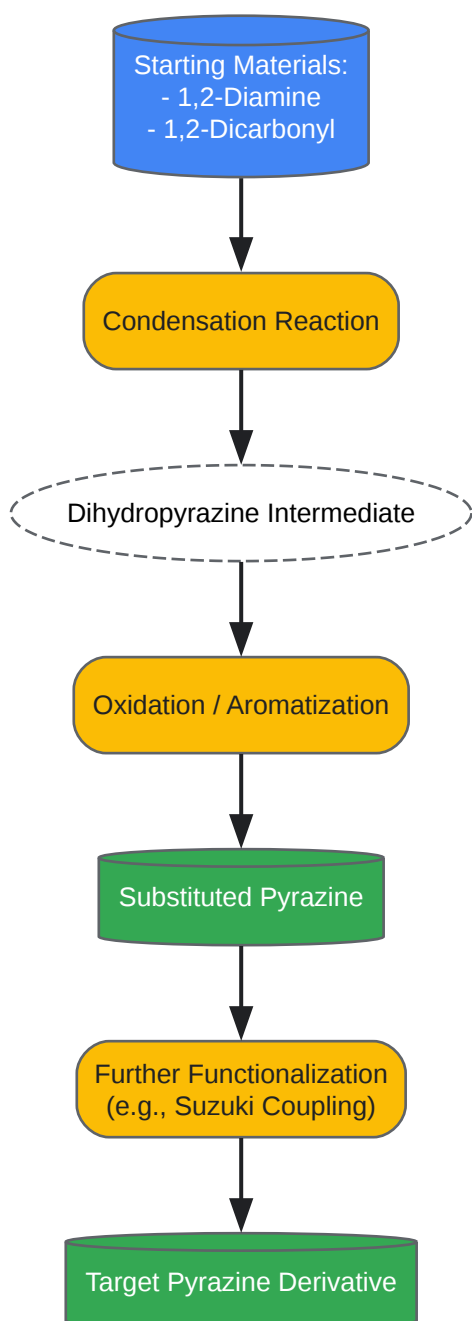 Starting Materials:
- 1,2-Diamine
- 1,2-Dicarbonyl
Condensation Reaction
Dihydropyrazine Intermediate
Oxidation / Aromatization
Substituted Pyrazine
Further Functionalization
(e.g., Suzuki Coupling)
Target Pyrazine Derivative